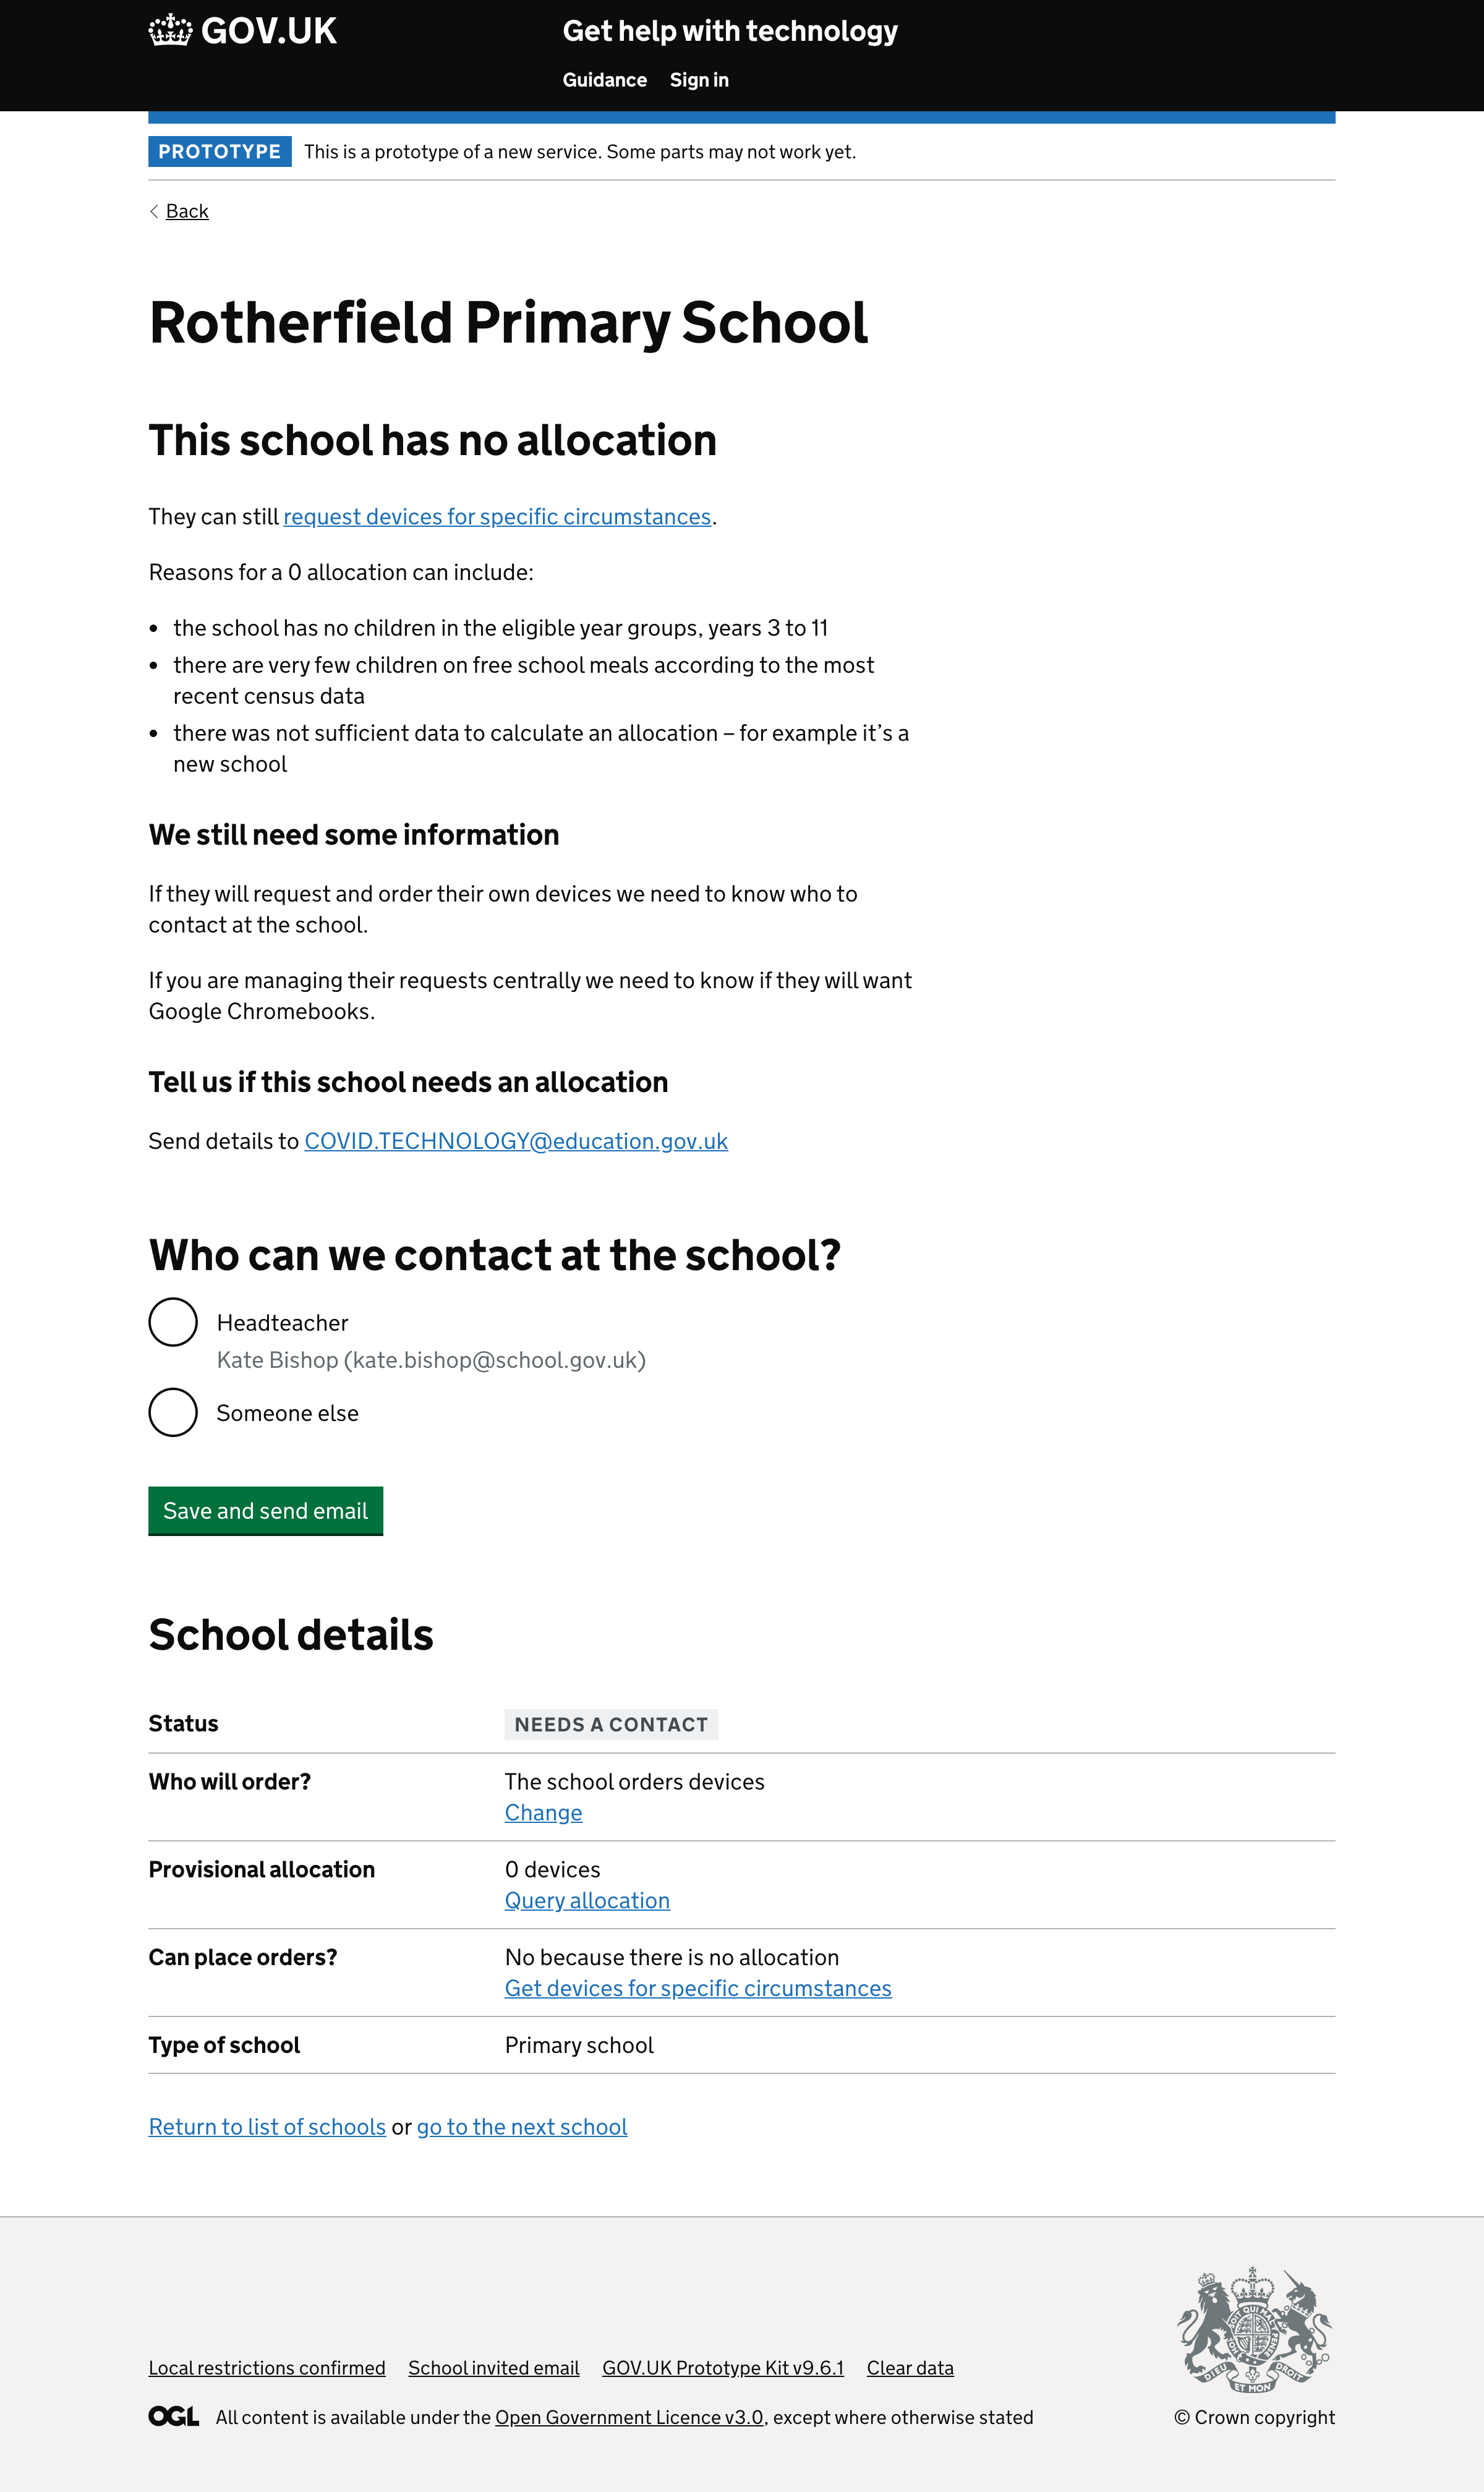 GOV.UK
Get help with technology
Guidance Sign in
PROTOTYPE This is a prototype of a new service. Some parts may not work yet.
Back
Rotherfield Primary School
This school has no allocation
They can still request devices for specific circumstances.
Reasons for a 0 allocation can include:
• the school has no children in the eligible year groups, years 3 to 11
• there are very few children on free school meals according to the most
recent census data
• there was not sufficient data to calculate an allocation – for example it’s a
new school
We still need some information
If they will request and order their own devices we need to know who to
contact at the school.
If you are managing their requests centrally we need to know if they will want
Google Chromebooks.
Tell us if this school needs an allocation
Send details to COVID.TECHNOLOGY@education.gov.uk
Who can we contact at the school?
Headteacher
Kate Bishop (kate.bishop@school.gov.uk)
Someone else
Save and send email
School details
Status NEEDS A CONTACT
Who will order? The school orders devices
Change
Provisional allocation 0 devices
Query allocation
Can place orders? No because there is no allocation
Get devices for specific circumstances
Type of school Primary school
Return to list of schools or go to the next school
Local restrictions confirmed School invited email GOV.UK Prototype Kit v9.6.1 Clear data
OGL All content is available under the Open Government Licence v3.0, except where otherwise stated
DIEU ET MON DROIT
© Crown copyright